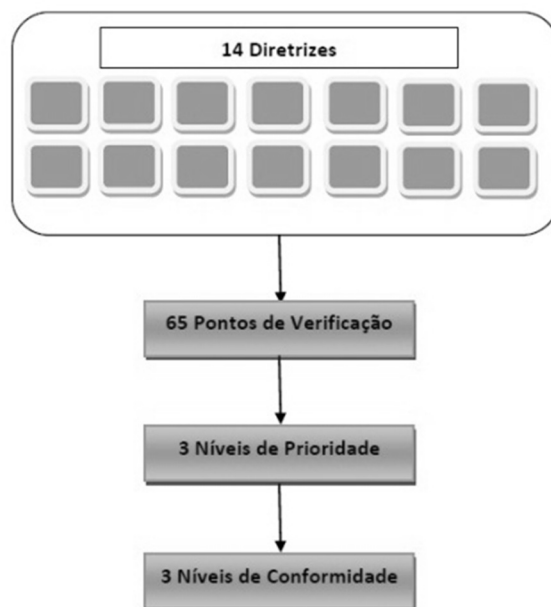 14 Diretrizes
65 Pontos de Verificação
3 Níveis de Prioridade
3 Níveis de Conformidade